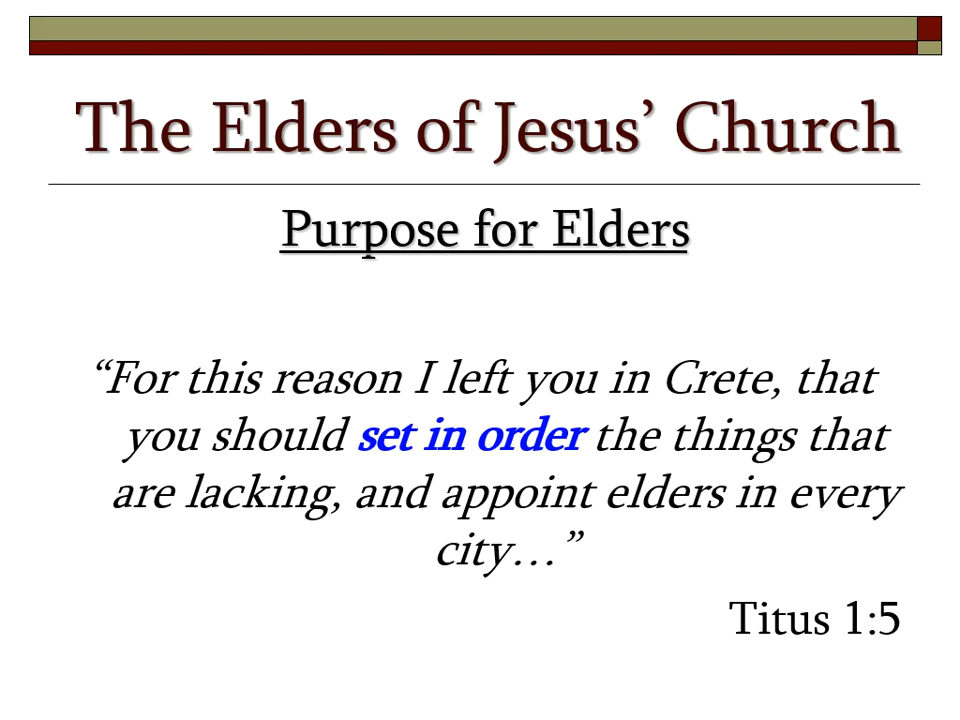 The Elders of Jesus’ Church
Purpose for Elders
“For this reason I left you in Crete, that
you should set in order the things that
are lacking, and appoint elders in every
city…”
Titus 1:5